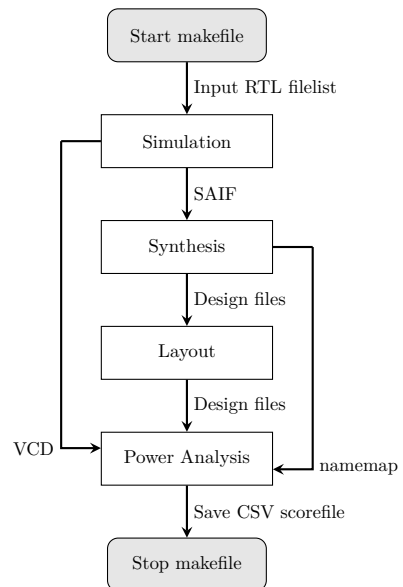 Start makefile
Input RTL filelist
Simulation
SAIF
Synthesis
Design files
Layout
Design files
VCD
Power Analysis
namemap
Save CSV scorefile
Stop makefile